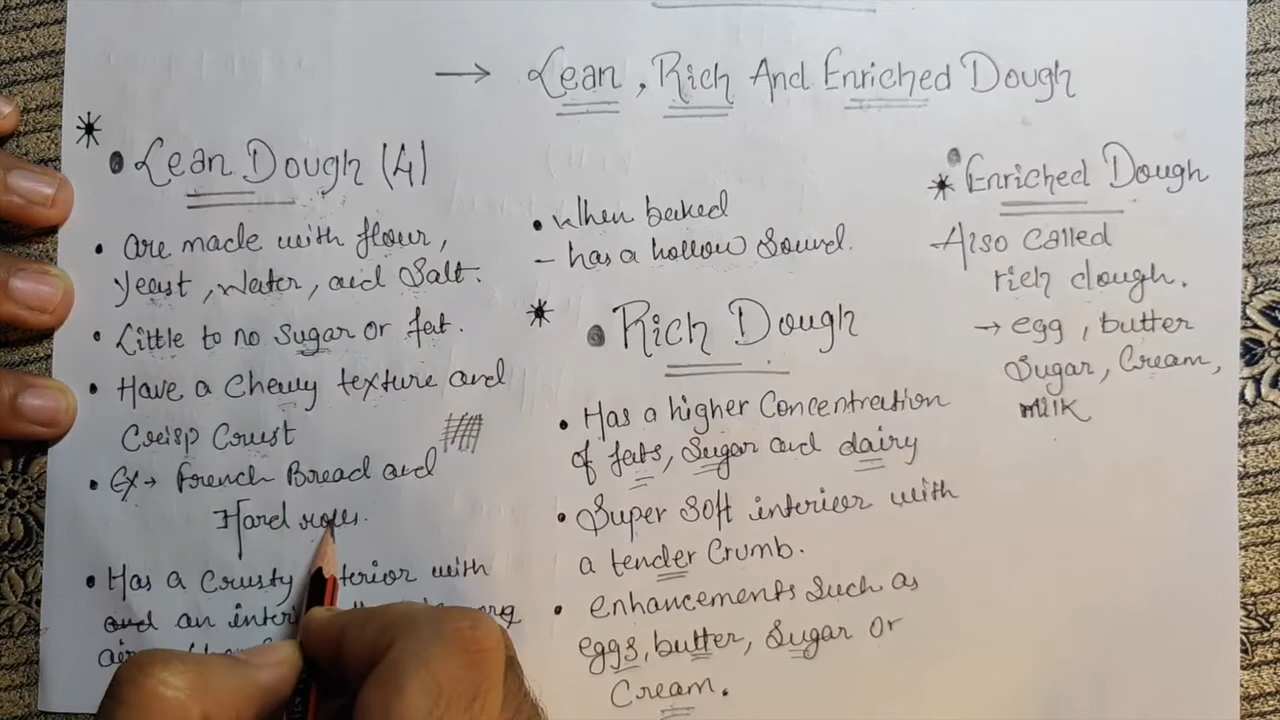 → Lean, Rich And Enriched Dough
• Lean Dough (4)
• are made with flour,
yeast, water, and Salt.
• Little to no Sugar or fat.
• Have a Chewy texture and
Crisp Crust
• Ex → French Bread and
Hard rolls.
• Has a Crusty with
an
• When baked
– has a hollow Sound.
• Rich Dough
• Has a higher Concentration
of fats, Sugar and dairy
• Super Soft interior with
a tender Crumb.
• enhancements Such as
eggs, butter, Sugar or
Cream.
• Enriched Dough
Also Called
rich dough.
→ egg, butter
Sugar, Cream,
Milk